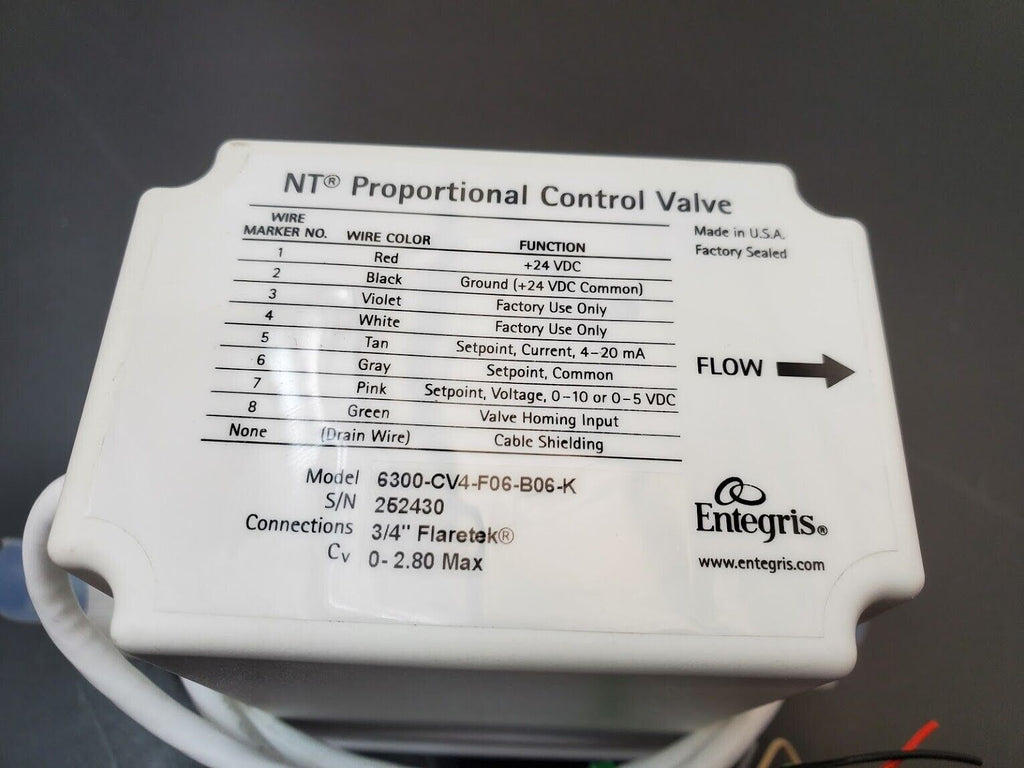 NT® Proportional Control Valve
WIRE MARKER NO. WIRE COLOR FUNCTION
1 Red +24 VDC
2 Black Ground (+24 VDC Common)
3 Violet Factory Use Only
4 White Factory Use Only
5 Tan Setpoint, Current, 4–20 mA
6 Gray Setpoint, Common
7 Pink Setpoint, Voltage, 0–10 or 0–5 VDC
8 Green Valve Homing Input
None (Drain Wire) Cable Shielding
Made in U.S.A.
Factory Sealed
FLOW
Model 6300-CV4-F06-B06-K
S/N 252430
Connections 3/4" Flaretek®
Cv 0- 2.80 Max
Entegris®
www.entegris.com